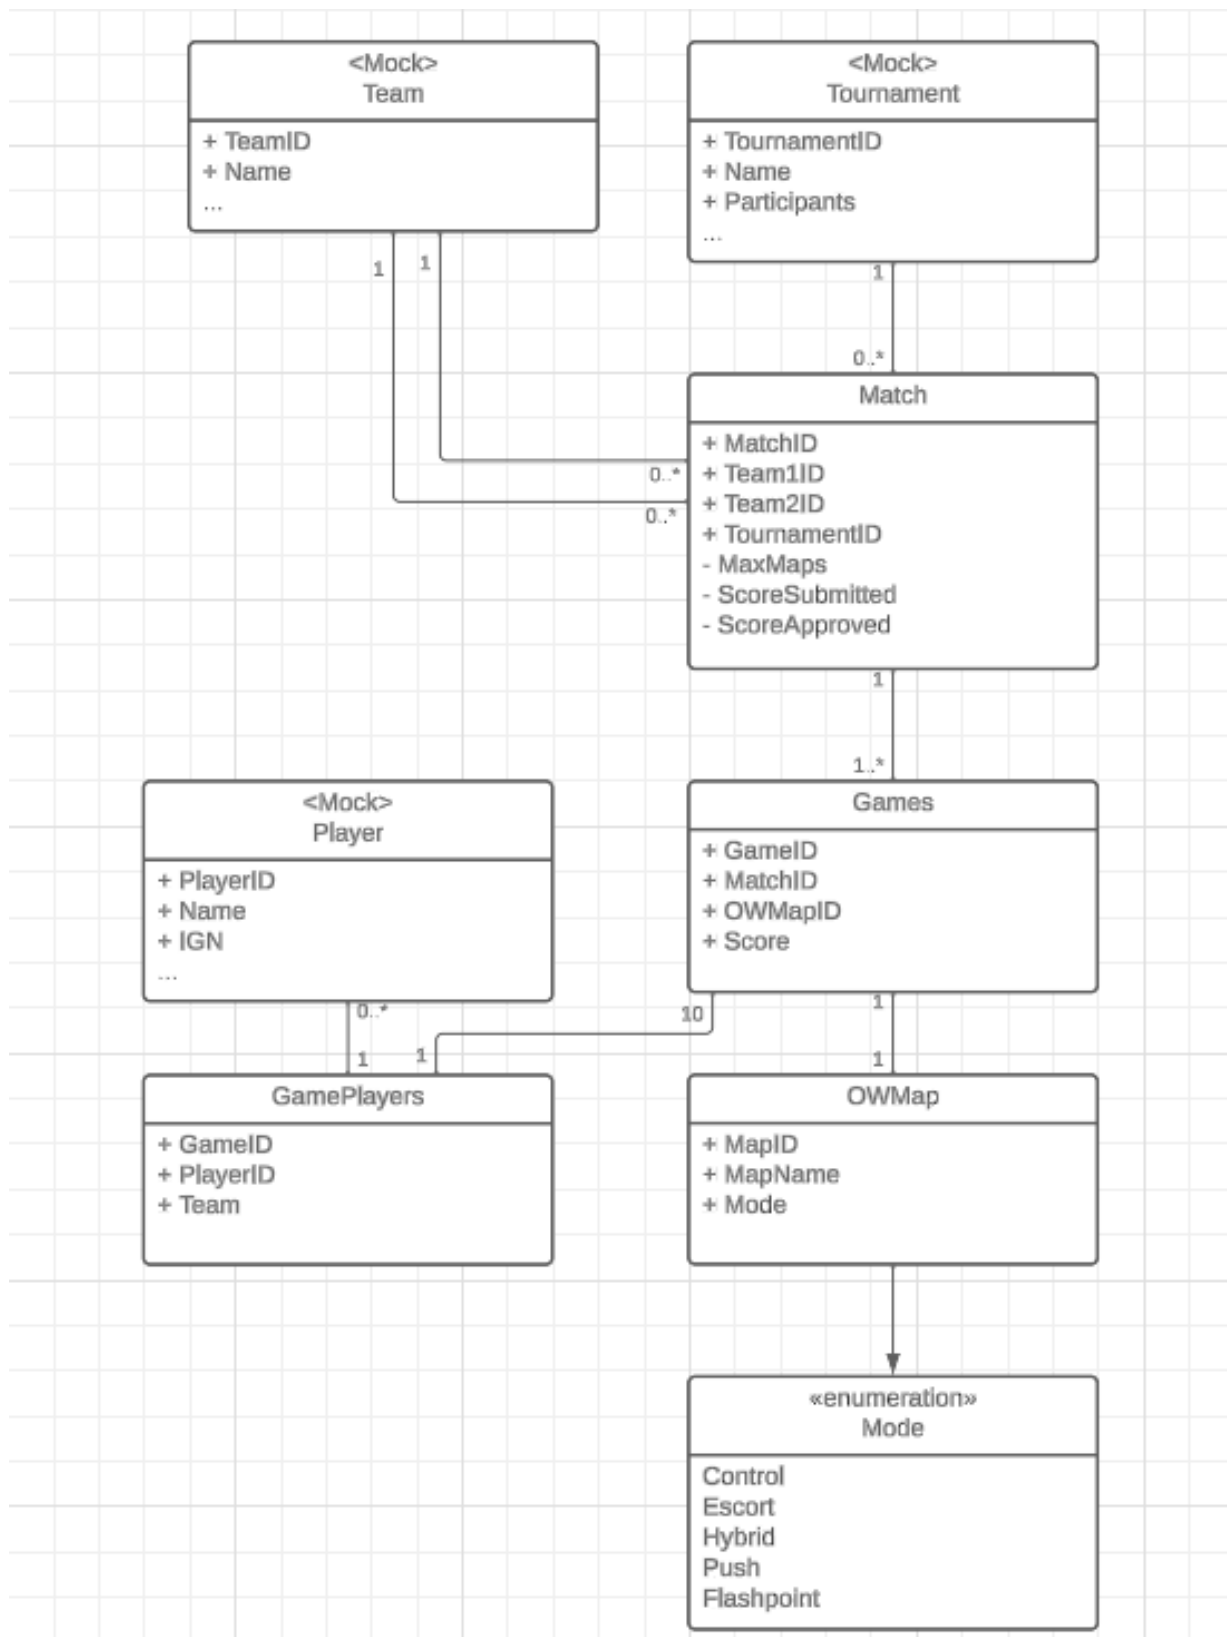 <Mock>
Team
+ TeamID
+ Name
...
<Mock>
Tournament
+ TournamentID
+ Name
+ Participants
...
1
1
1
0..*
Match
+ MatchID
+ Team1ID
+ Team2ID
+ TournamentID
- MaxMaps
- ScoreSubmitted
- ScoreApproved
0..*
0..*
1
1..*
<Mock>
Player
+ PlayerID
+ Name
+ IGN
...
Games
+ GameID
+ MatchID
+ OWMapID
+ Score
0..*
10
1
1
1
1
GamePlayers
+ GameID
+ PlayerID
+ Team
OWMap
+ MapID
+ MapName
+ Mode
«enumeration»
Mode
Control
Escort
Hybrid
Push
Flashpoint